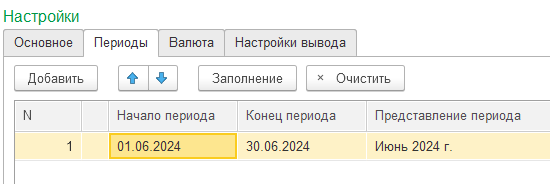 Настройки
Основное Периоды Валюта Настройки вывода
Добавить Заполнение × Очистить
N Начало периода Конец периода Представление периода
1 01.06.2024 30.06.2024 Июнь 2024 г.